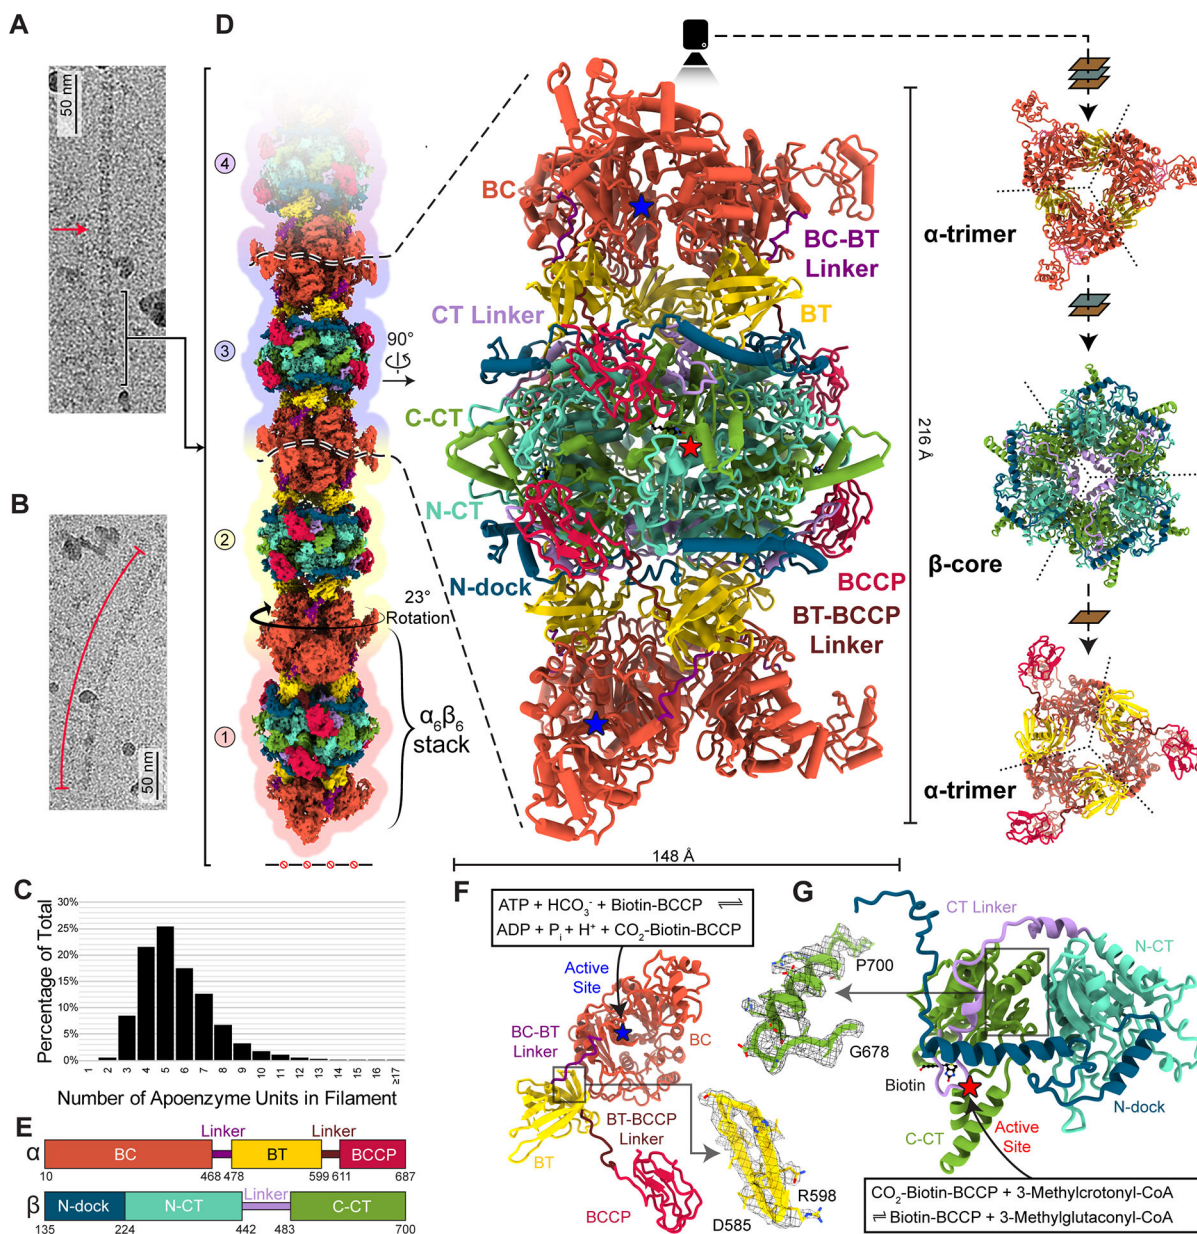 A
50 nm
B
50 nm
D
4
3
2
1
90°
23°
Rotation
α6β6
stack
BC
BC-BT
Linker
CT Linker
BT
C-CT
N-CT
N-dock
BCCP
BT-BCCP
Linker
216 Å
148 Å
α-trimer
β-core
α-trimer
C
Percentage of Total
30%
25%
20%
15%
10%
5%
0%
1 2 3 4 5 6 7 8 9 10 11 12 13 14 15 16 ≥17
Number of Apoenzyme Units in Filament
E
Linker Linker
α BC BT BCCP
10 468 478 599 611 687
Linker
β N-dock N-CT C-CT
135 224 442 483 700
F
ATP + HCO3- + Biotin-BCCP ⇌
ADP + Pi + H+ + CO2-Biotin-BCCP
Active
Site
BC-BT
Linker
BC
BT
BT-BCCP
Linker
BCCP
P700
G678
R598
D585
G
CT Linker
N-CT
Biotin
N-dock
C-CT
Active
Site
CO2-Biotin-BCCP + 3-Methylcrotonyl-CoA
⇌ Biotin-BCCP + 3-Methylglutaconyl-CoA